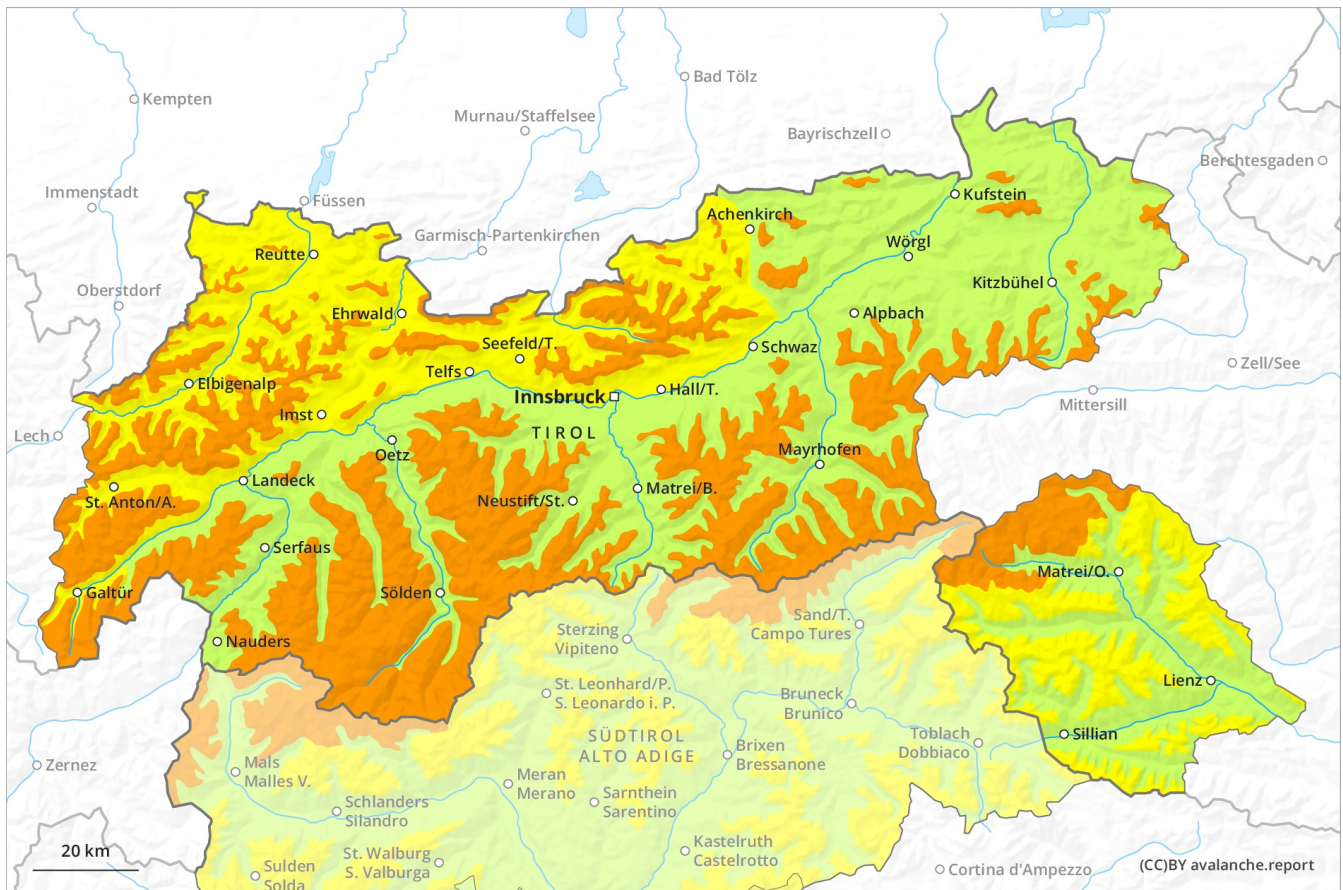 Bad Tölz
Kempten
Murnau/Staffelsee
Bayrischzell
Berchtesgaden
Immenstadt
Füssen
Kufstein
Achenkirch
Garmisch-Partenkirchen
Reutte
Wörgl
Oberstdorf
Kitzbühel
Ehrwald
Alpbach
Seefeld/T.
Schwaz
Zell/See
Telfs
Elbigenalp
Hall/T.
Innsbruck
Mittersill
Imst
TIROL
Lech
Oetz
Mayrhofen
Landeck
Matrei/B.
St. Anton/A.
Neustift/St.
Serfaus
Matrei/O.
Galtür
Sölden
Sand/T.
Campo Tures
Sterzing
Vipiteno
Nauders
Lienz
St. Leonhard/P.
S. Leonardo i. P.
Bruneck
Brunico
SÜDTIROL
ALTO ADIGE
Sillian
Toblach
Dobbiaco
Brixen
Bressanone
Zernez
Mals
Malles V.
Meran
Merano
Sarnthein
Sarentino
Schlanders
Silandro
20 km
Kastelruth
Castelrotto
St. Walburg
S. Valburga
Sulden
Solda
Cortina d'Ampezzo
(CC)BY avalanche.report